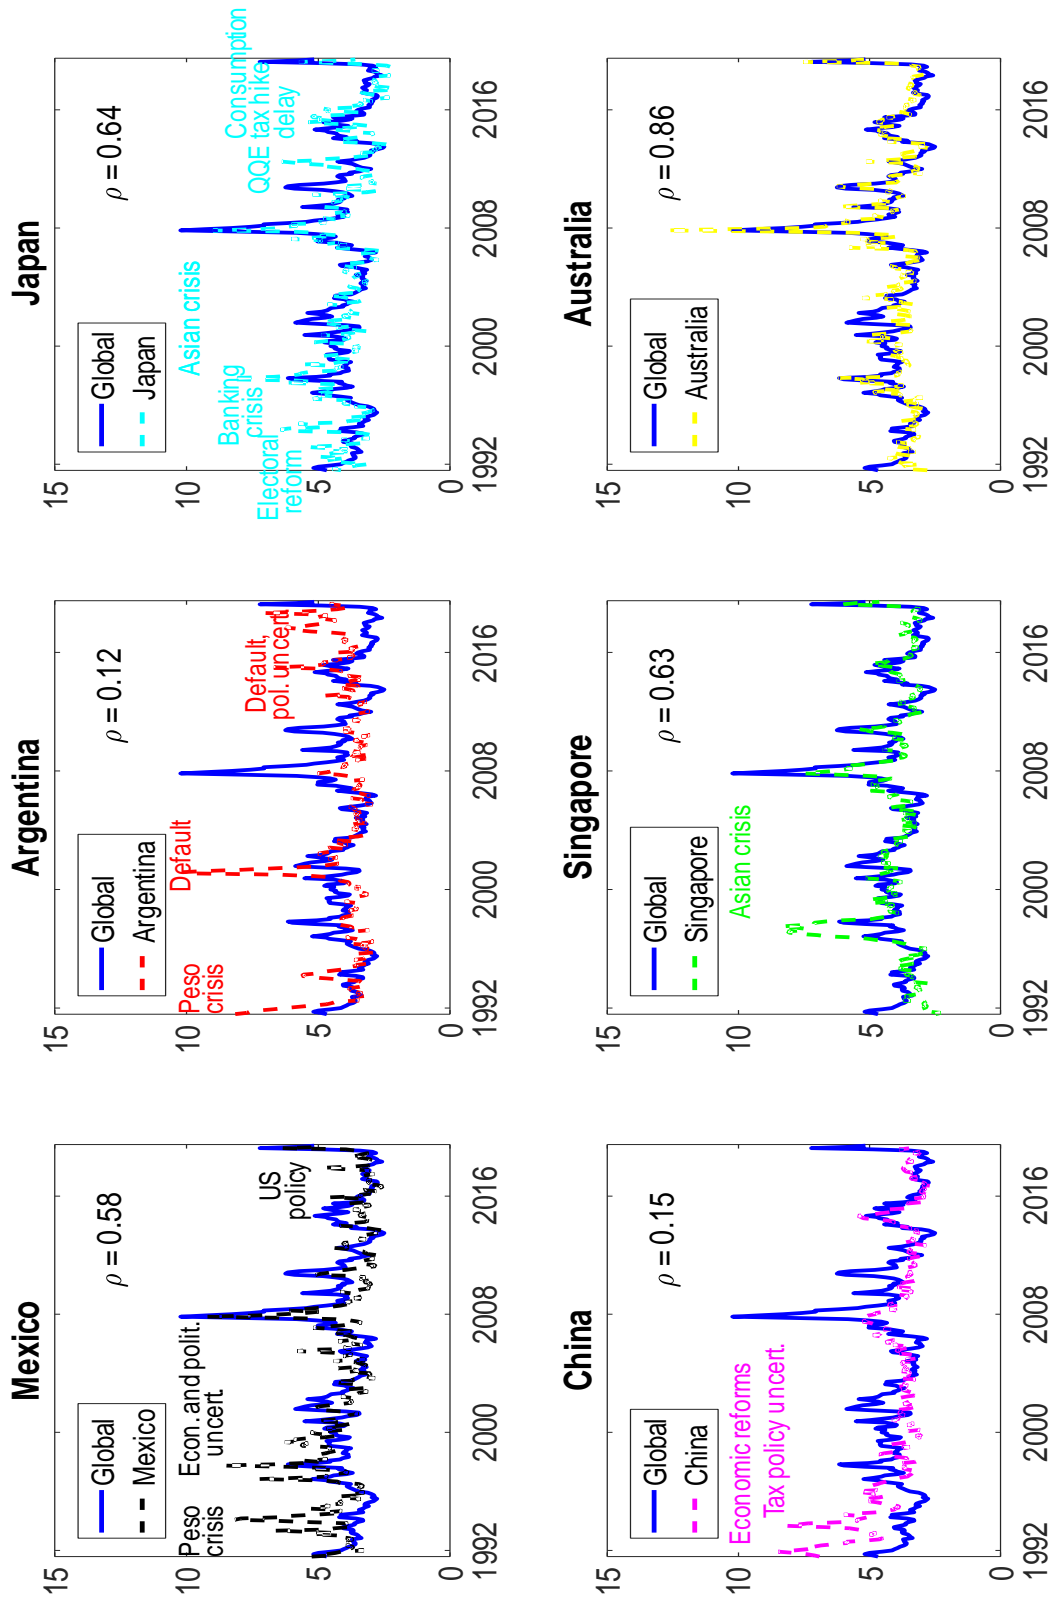 Mexico
ρ = 0.58
Global
Mexico
Peso
crisis
Econ. and polit.
uncert.
US
policy
15
10
5
0
1992
2000
2008
2016
Argentina
ρ = 0.12
Global
Argentina
Peso
crisis
Default
Default,
pol. uncert.
15
10
5
0
1992
2000
2008
2016
Japan
ρ = 0.64
Global
Japan
Electoral
reform
Banking
crisis
Asian crisis
QQE
Consumption
tax hike
delay
15
10
5
0
1992
2000
2008
2016
China
ρ = 0.15
Global
China
Economic reforms
Tax policy uncert.
15
10
5
0
1992
2000
2008
2016
Singapore
ρ = 0.63
Global
Singapore
Asian crisis
15
10
5
0
1992
2000
2008
2016
Australia
ρ = 0.86
Global
Australia
15
10
5
0
1992
2000
2008
2016